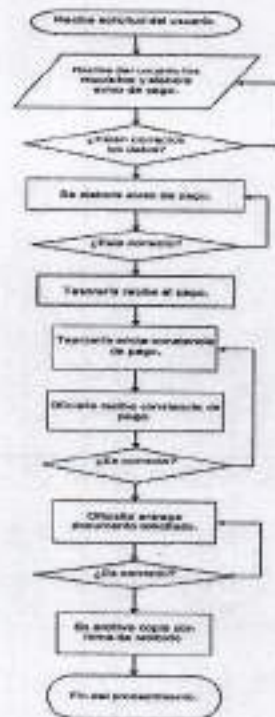 Recibe solicitud del usuario.
Recibe del usuario los
requisitos y elabora
aviso de pago.
¿Están correctos
los datos?
Se elabora aviso de pago.
¿Está correcto?
Tesorería recibe el pago.
Tesorería envía constancia
de pago.
Oficialía recibe constancia de
pago
¿Es correcto?
Oficialía entrega
documento solicitado.
¿Es correcto?
Se archiva copia con
firma de recibido
Fin del procedimiento.